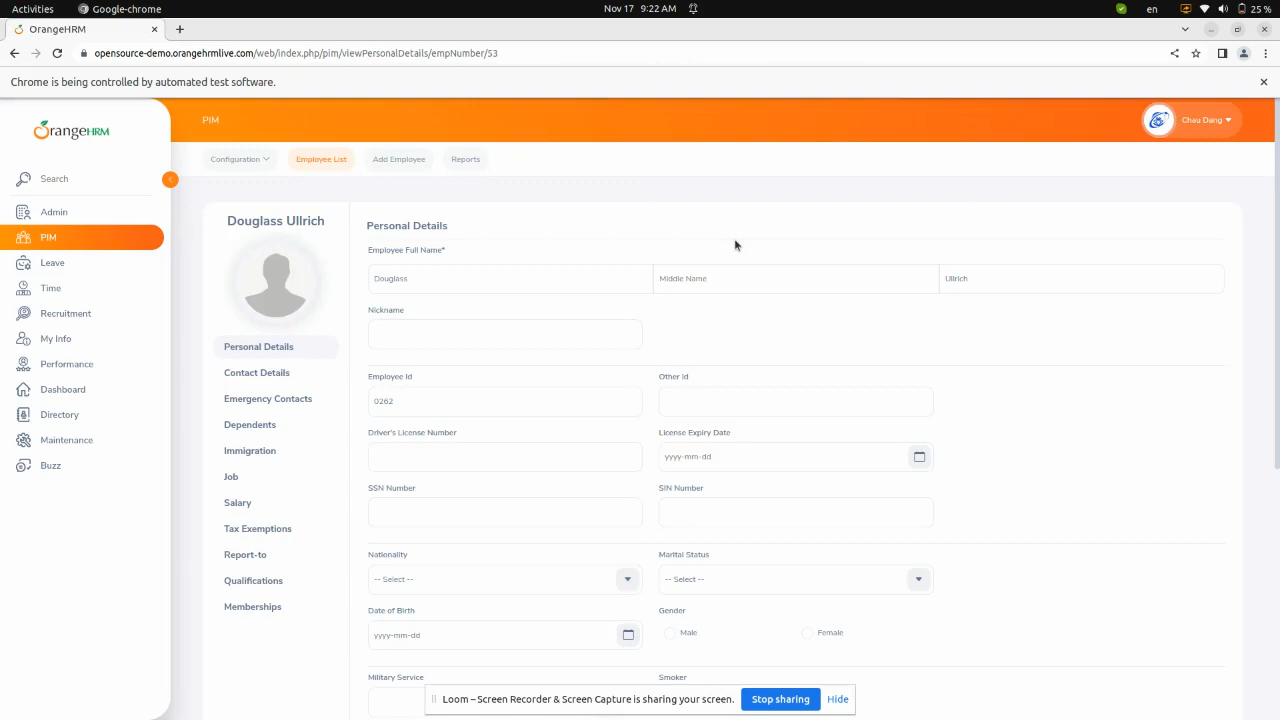 Activities
Google-chrome
Nov 17 9:22 AM
en
25 %
OrangeHRM
opensource-demo.orangehrmlive.com/web/index.php/pim/viewPersonalDetails/empNumber/53
Chrome is being controlled by automated test software.
OrangeHRM
PIM
Chau Dang
Search
Configuration
Employee List
Add Employee
Reports
Admin
PIM
Leave
Time
Recruitment
My Info
Performance
Dashboard
Directory
Maintenance
Buzz
Douglass Ullrich
Personal Details
Contact Details
Emergency Contacts
Dependents
Immigration
Job
Salary
Tax Exemptions
Report-to
Qualifications
Memberships
Personal Details
Employee Full Name*
Douglass
Middle Name
Ullrich
Nickname
Employee Id
Other Id
0262
Driver's License Number
License Expiry Date
yyyy-mm-dd
SSN Number
SIN Number
Nationality
Marital Status
-- Select --
-- Select --
Date of Birth
Gender
yyyy-mm-dd
Male
Female
Military Service
Smoker
Loom – Screen Recorder & Screen Capture is sharing your screen.
Stop sharing
Hide